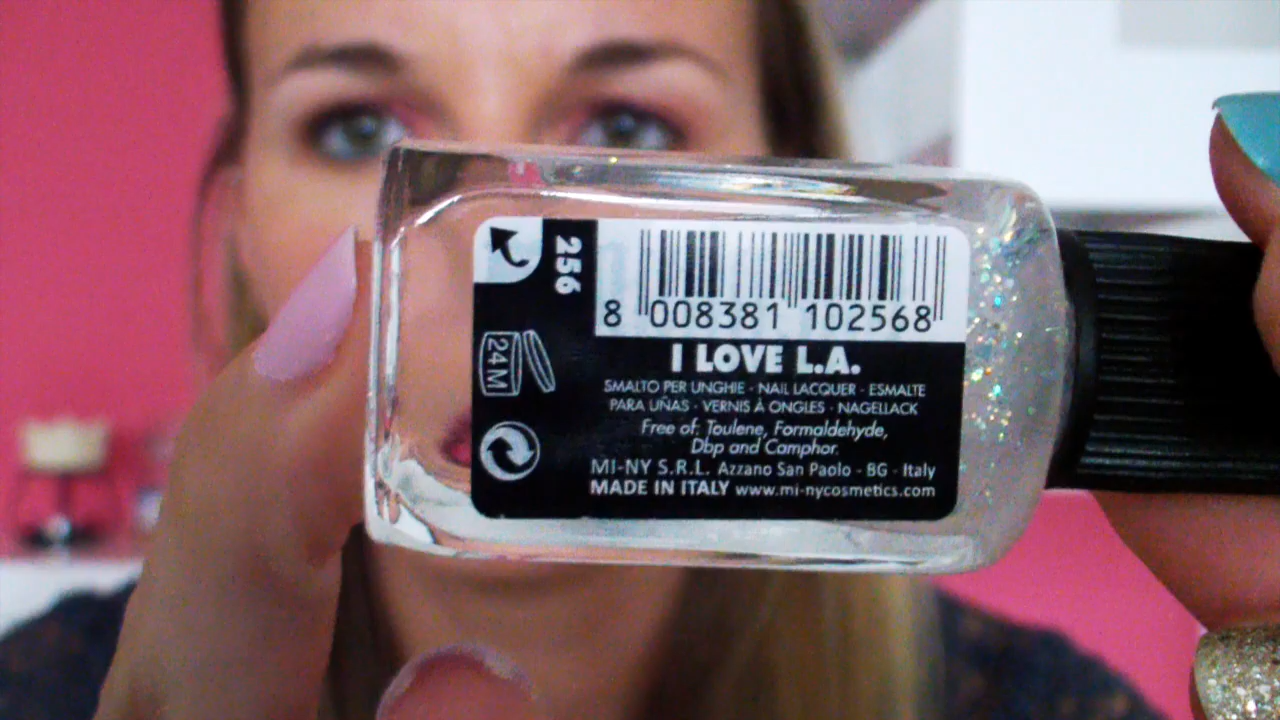 256
8 008381 102568
I LOVE L.A.
SMALTO PER UNGHIE · NAIL LACQUER · ESMALTE
PARA UÑAS · VERNIS À ONGLES · NAGELLACK
Free of: Toulene, Formaldehyde,
Dbp and Camphor.
MI-NY S.R.L. Azzano San Paolo - BG - Italy
MADE IN ITALY www.mi-nycosmetics.com
24M